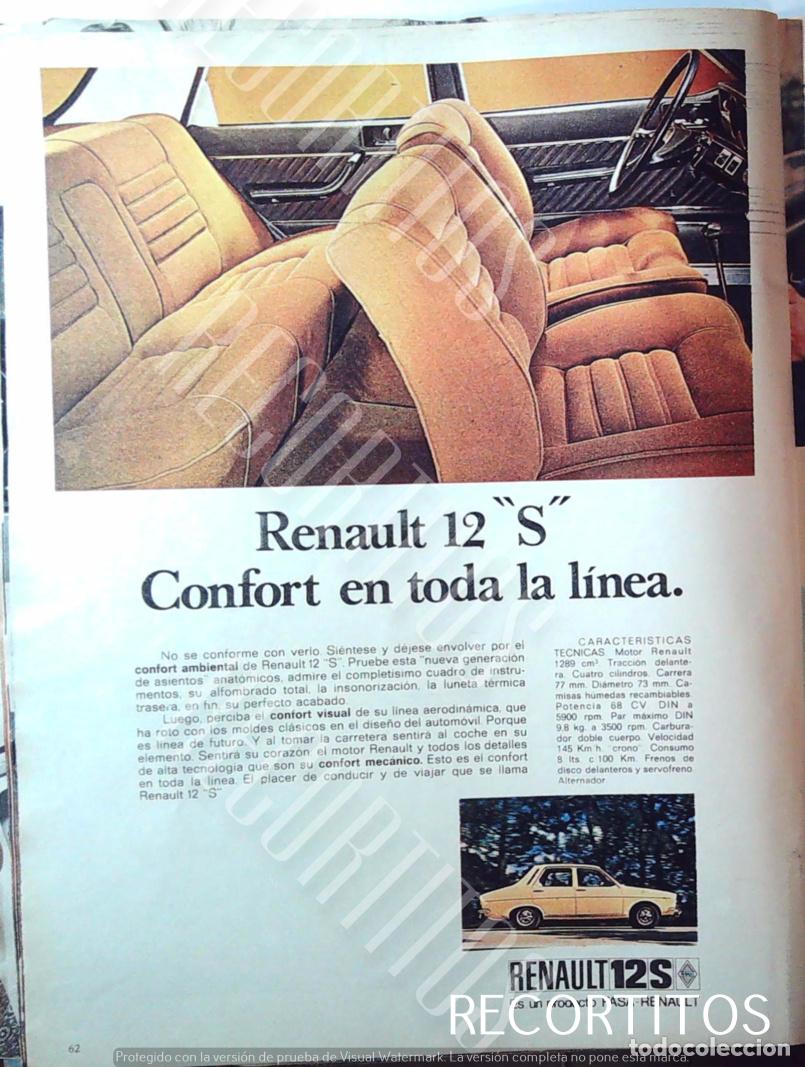 Renault 12 "S"
Confort en toda la línea.
No se conforme con verlo. Siéntese y déjese envolver por el
confort ambiental de Renault 12 "S". Pruebe esta "nueva generación
de asientos" anatómicos, admire el completísimo cuadro de instru-
mentos, su alfombrado total, la insonorización, la luneta térmica
trasera, en fin, su perfecto acabado.
Luego, perciba el confort visual de su línea aerodinámica, que
ha roto con los moldes clásicos en el diseño del automóvil. Porque
es línea de futuro. Y al tomar la carretera sentirá al coche en su
elemento. Sentirá su corazón: el motor Renault y todos los detalles
de alta tecnología que son su confort mecánico. Esto es el confort
en toda la línea. El placer de conducir y de viajar que se llama
Renault 12 "S"
CARACTERISTICAS
TECNICAS. Motor Renault
1289 cm³. Tracción delante-
ra. Cuatro cilindros. Carrera
77 mm. Diámetro 73 mm. Ca-
misas húmedas recambiables.
Potencia 68 CV DIN a
5900 rpm. Par máximo DIN
9,8 kg. a 3500 rpm. Carbura-
dor doble cuerpo. Velocidad
145 Km/h. "crono". Consumo
8 lts. c/100 Km. Frenos de
disco delanteros y servofreno.
Alternador.
RENAULT 12S
Es un producto FASA-RENAULT
RECORTITOS
todocoleccion
62
Protegido con la versión de prueba de Visual Watermark. La versión completa no pone esta marca.
RECORTITOS
RECORTITOS
RECORTITOS
RECORTITOS